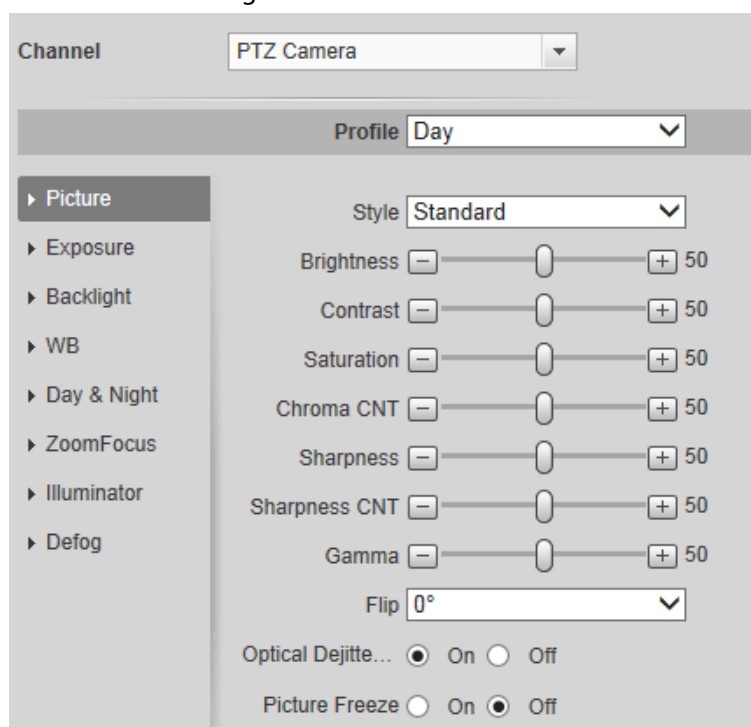 Channel PTZ Camera
Profile Day
Picture
Style Standard
Exposure
Brightness 50
Backlight
Contrast 50
WB
Saturation 50
Day & Night
Chroma CNT 50
ZoomFocus
Sharpness 50
Illuminator
Sharpness CNT 50
Defog
Gamma 50
Flip 0°
Optical Dejitte... On Off
Picture Freeze On Off